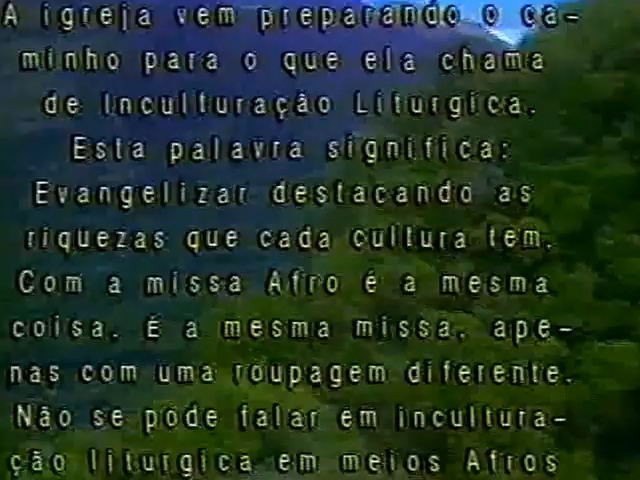 A igreja vem preparando o ca-
minho para o que ela chama
de Inculturação Liturgica.
Esta palavra significa:
Evangelizar destacando as
riquezas que cada cultura tem.
Com a missa Afro é a mesma
coisa. É a mesma missa, ape-
nas com uma roupagem diferente.
Não se pode falar em incultura-
ção liturgica em meios Afros